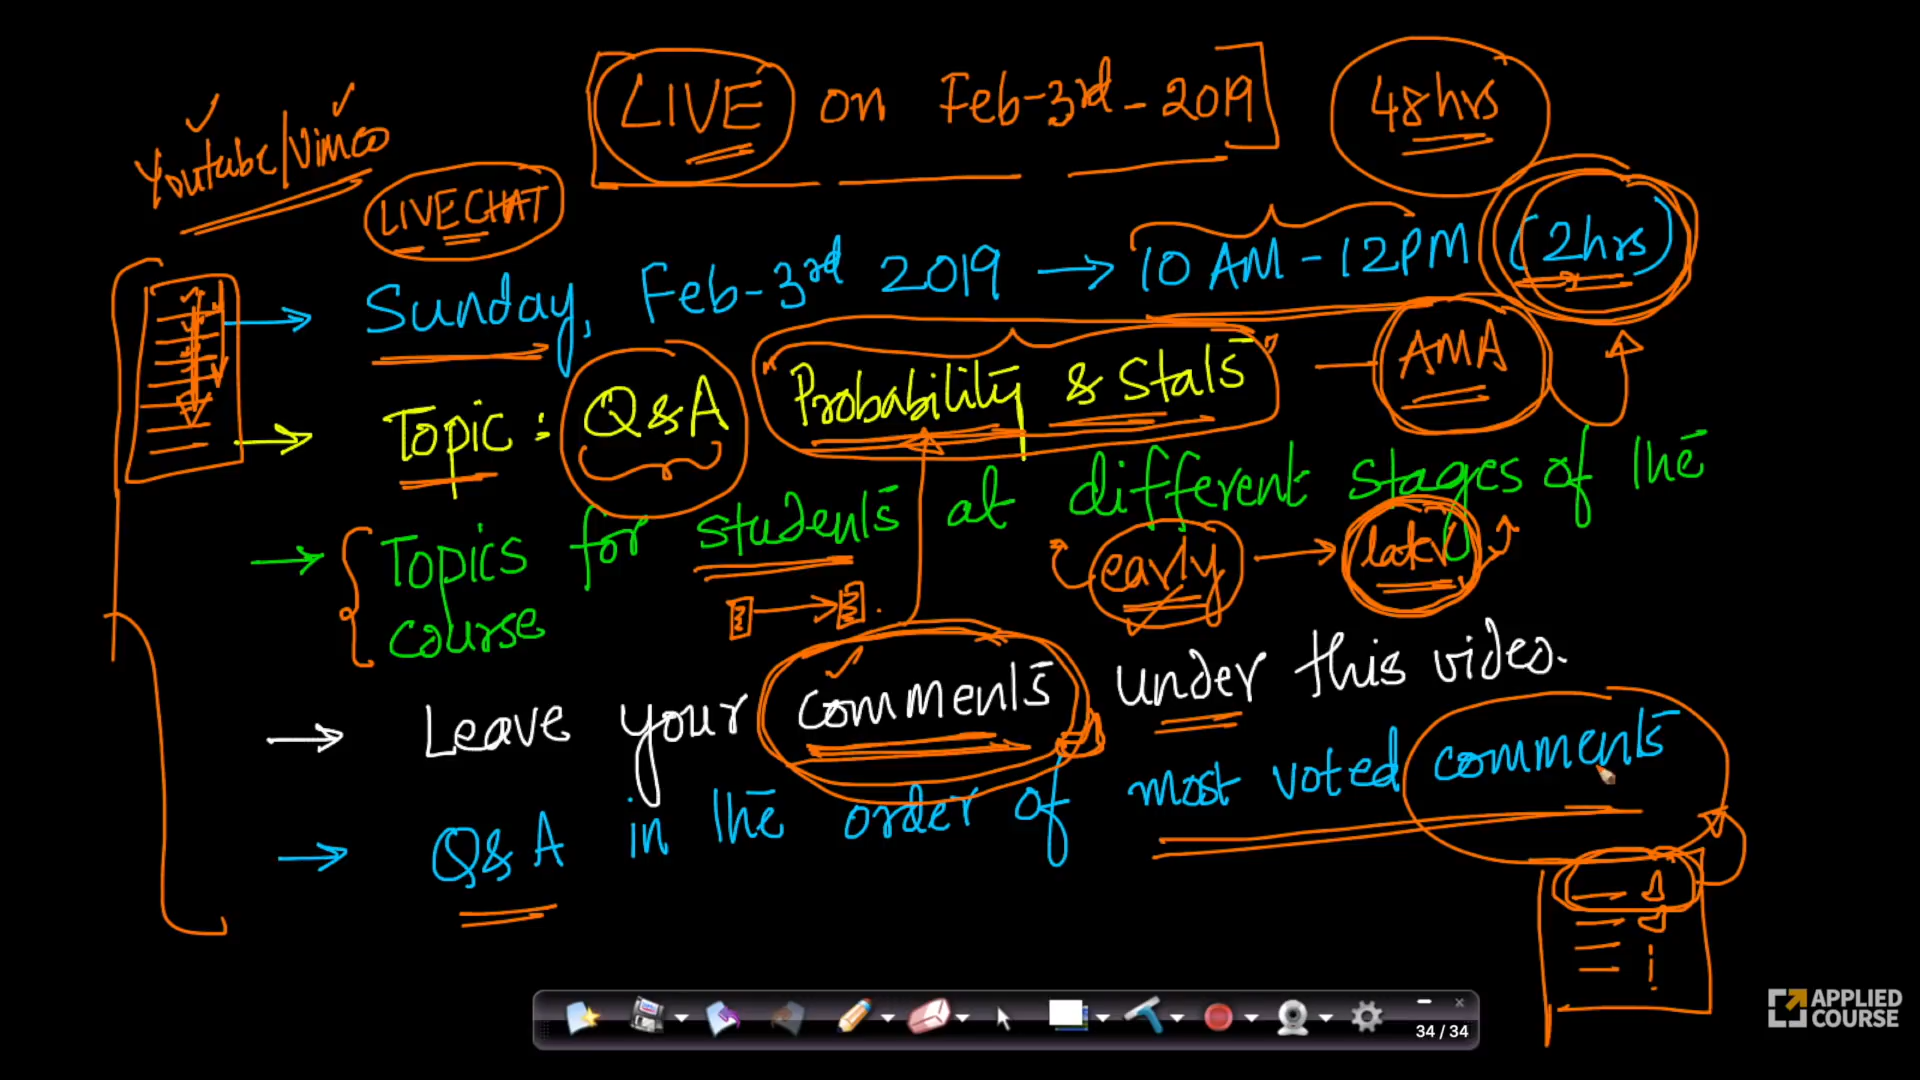 LIVE on Feb-3rd-2019
48hrs
Youtube/Vimeo
LIVE CHAT
Sunday, Feb-3rd 2019 → 10 AM - 12PM (2hrs)
Topic: Q&A "Probability & Stats" — AMA
→ Topics for students at different stages of the
course
early → later
→ Leave your comments under this video.
→ Q&A in the order of most voted comments
34 / 34
APPLIED
COURSE